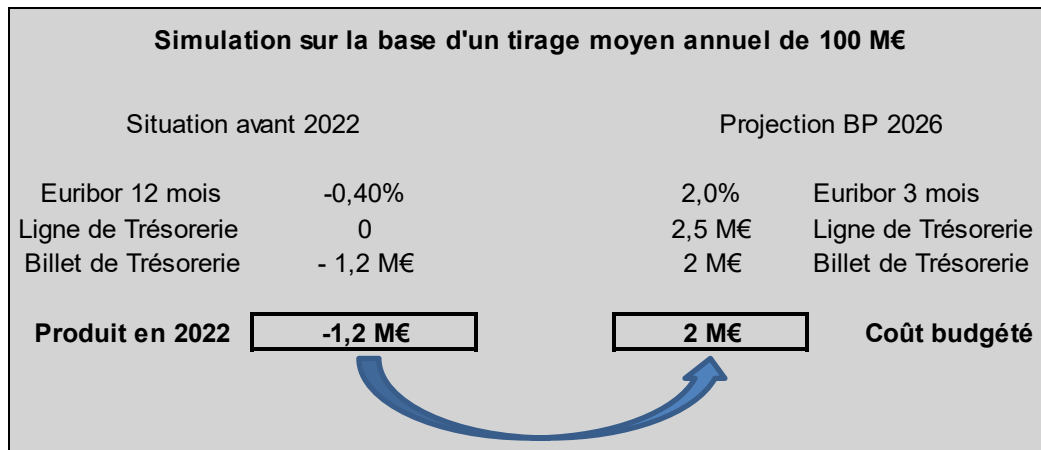 Simulation sur la base d'un tirage moyen annuel de 100 M€
Situation avant 2022 Projection BP 2026
Euribor 12 mois -0,40% 2,0% Euribor 3 mois
Ligne de Trésorerie 0 2,5 M€ Ligne de Trésorerie
Billet de Trésorerie - 1,2 M€ 2 M€ Billet de Trésorerie
Produit en 2022 -1,2 M€ 2 M€ Coût budgété